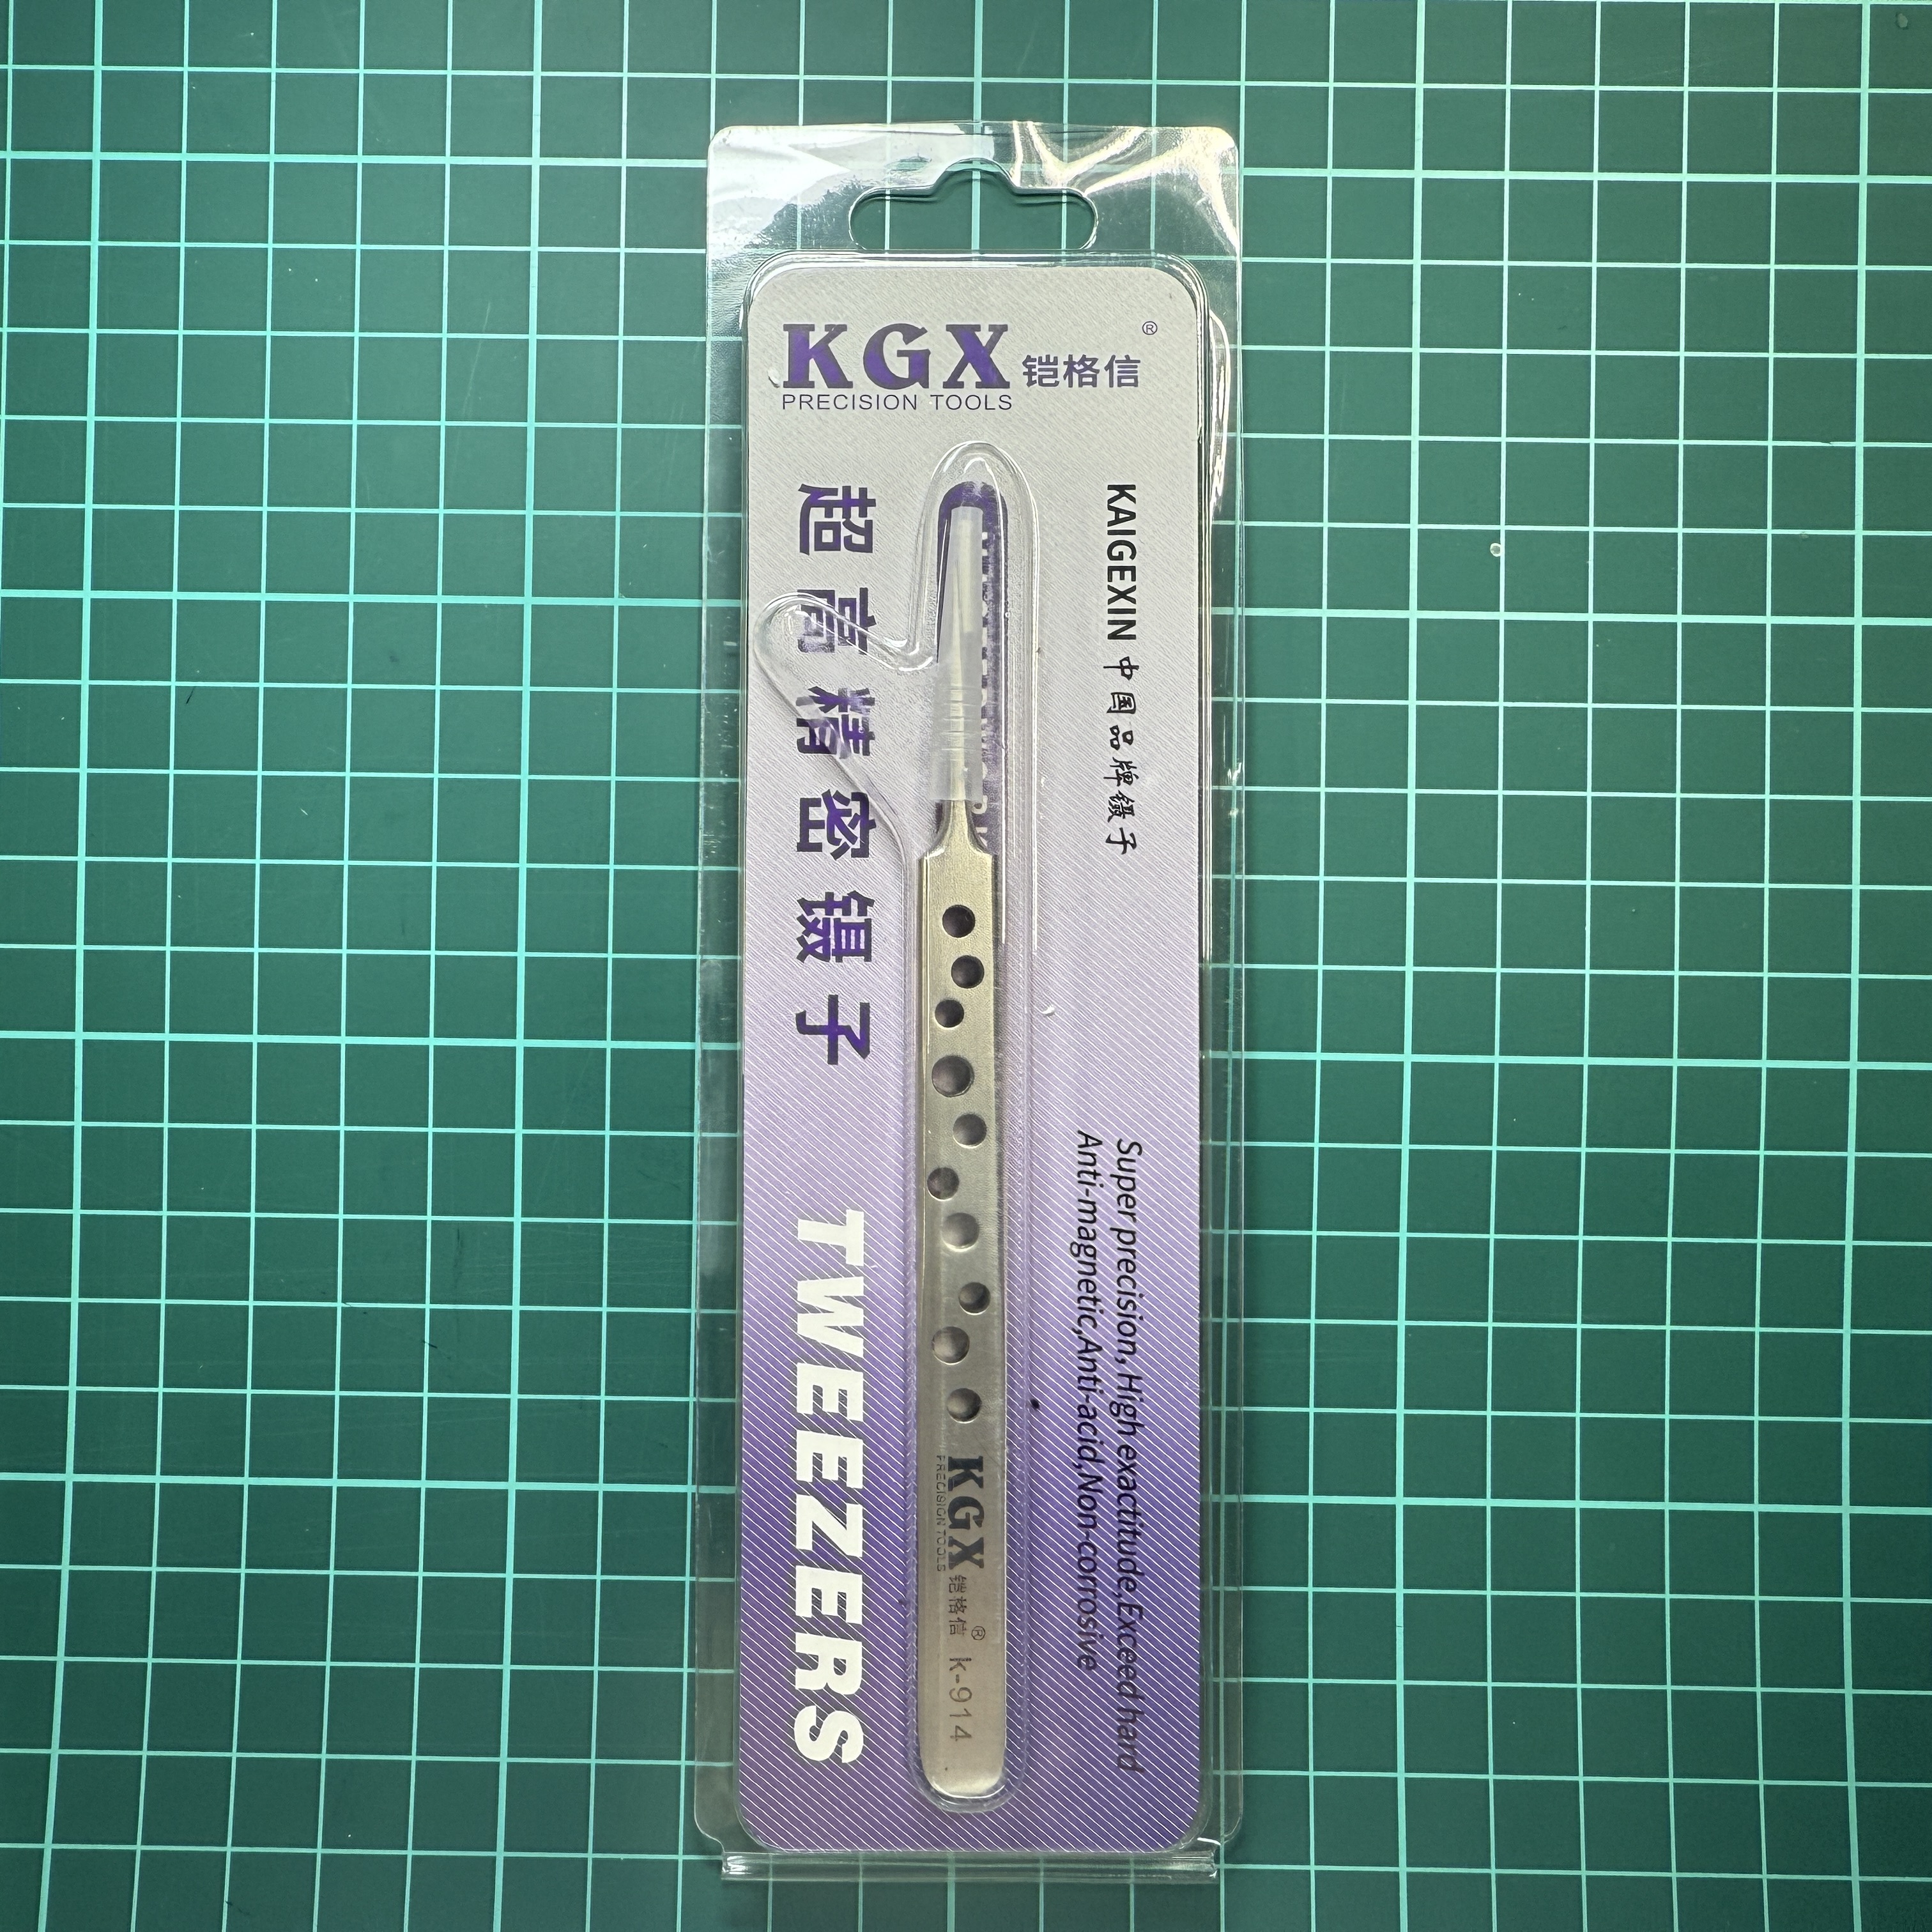 KGX 铠格信 ®
PRECISION TOOLS
KAIGEXIN 中国品牌镊子
超高精密镊子 TWEEZERS
Super precision, High exactitude,Exceed hard
Anti-magnetic,Anti-acid,Non-corrosive
KGX 铠格信® k-914
PRECISION TOOLS